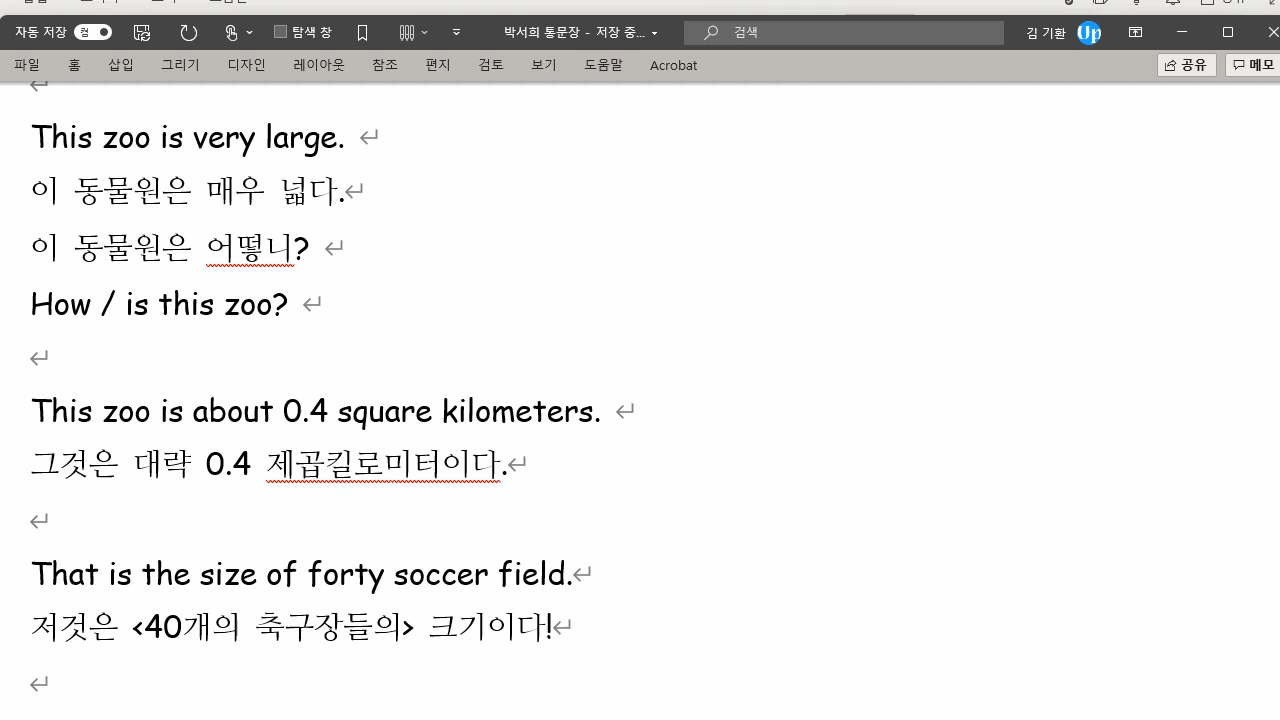 자동 저장 컴 탐색 창 박서희 통문장 - 저장 중... 검색 김 기환 Up
파일 홈 삽입 그리기 디자인 레이아웃 참조 편지 검토 보기 도움말 Acrobat 공유 메모
This zoo is very large.
이 동물원은 매우 넓다.
이 동물원은 어떻니?
How / is this zoo?
This zoo is about 0.4 square kilometers.
그것은 대략 0.4 제곱킬로미터이다.
That is the size of forty soccer field.
저것은 <40개의 축구장들의> 크기이다!